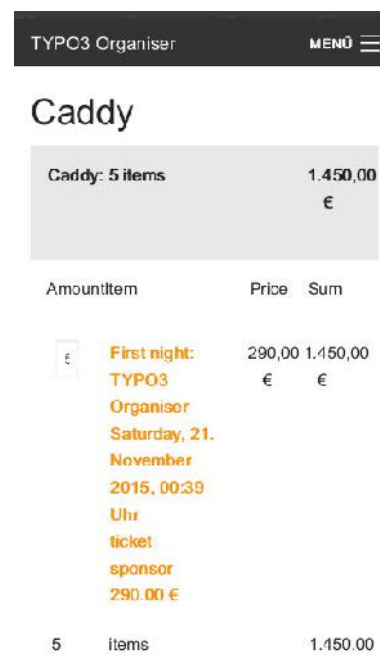 TYPO3 Organiser MENÜ
Caddy
Caddy: 5 items 1.450,00
€
AmountItem Price Sum
5 First night: 290,00 1.450,00
TYPO3 € €
Organiser
Saturday, 21.
November
2015, 00:39
Uhr
ticket
sponsor
290.00 €
5 items 1.450.00